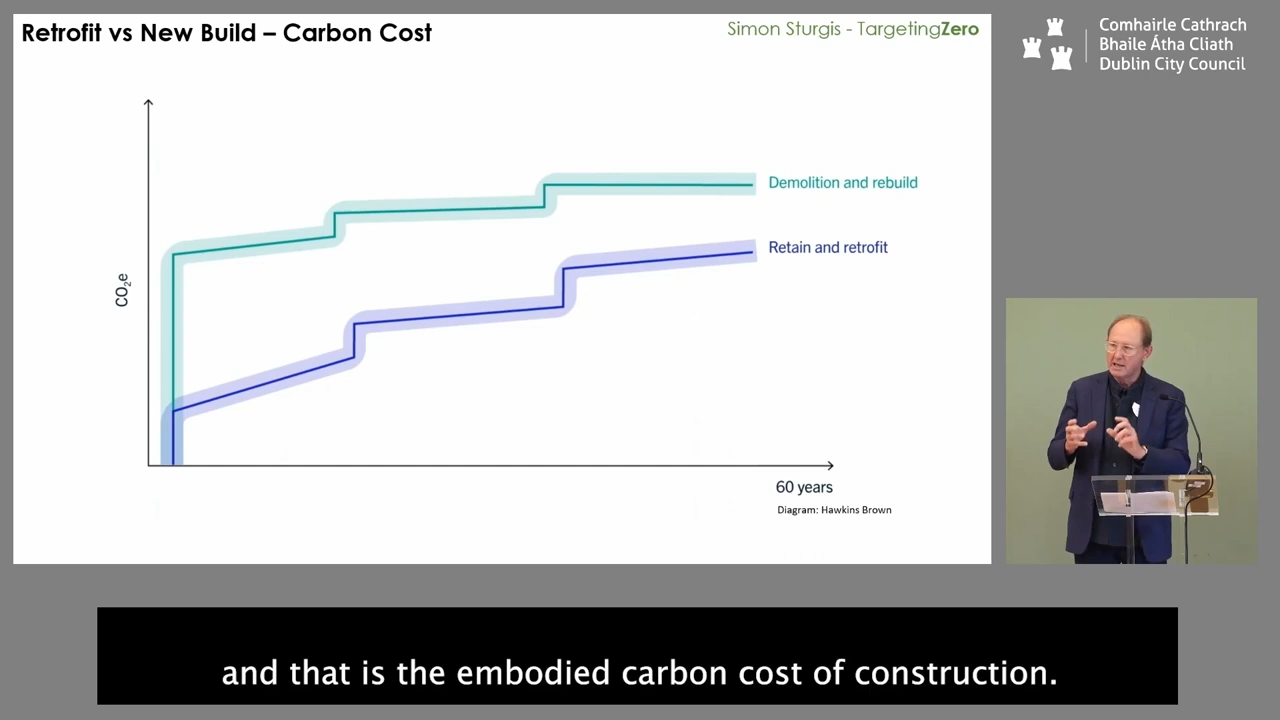 Retrofit vs New Build – Carbon Cost
Simon Sturgis - TargetingZero
Comhairle Cathrach
Bhaile Átha Cliath
Dublin City Council
Demolition and rebuild
Retain and retrofit
CO₂e
60 years
Diagram: Hawkins Brown
and that is the embodied carbon cost of construction.